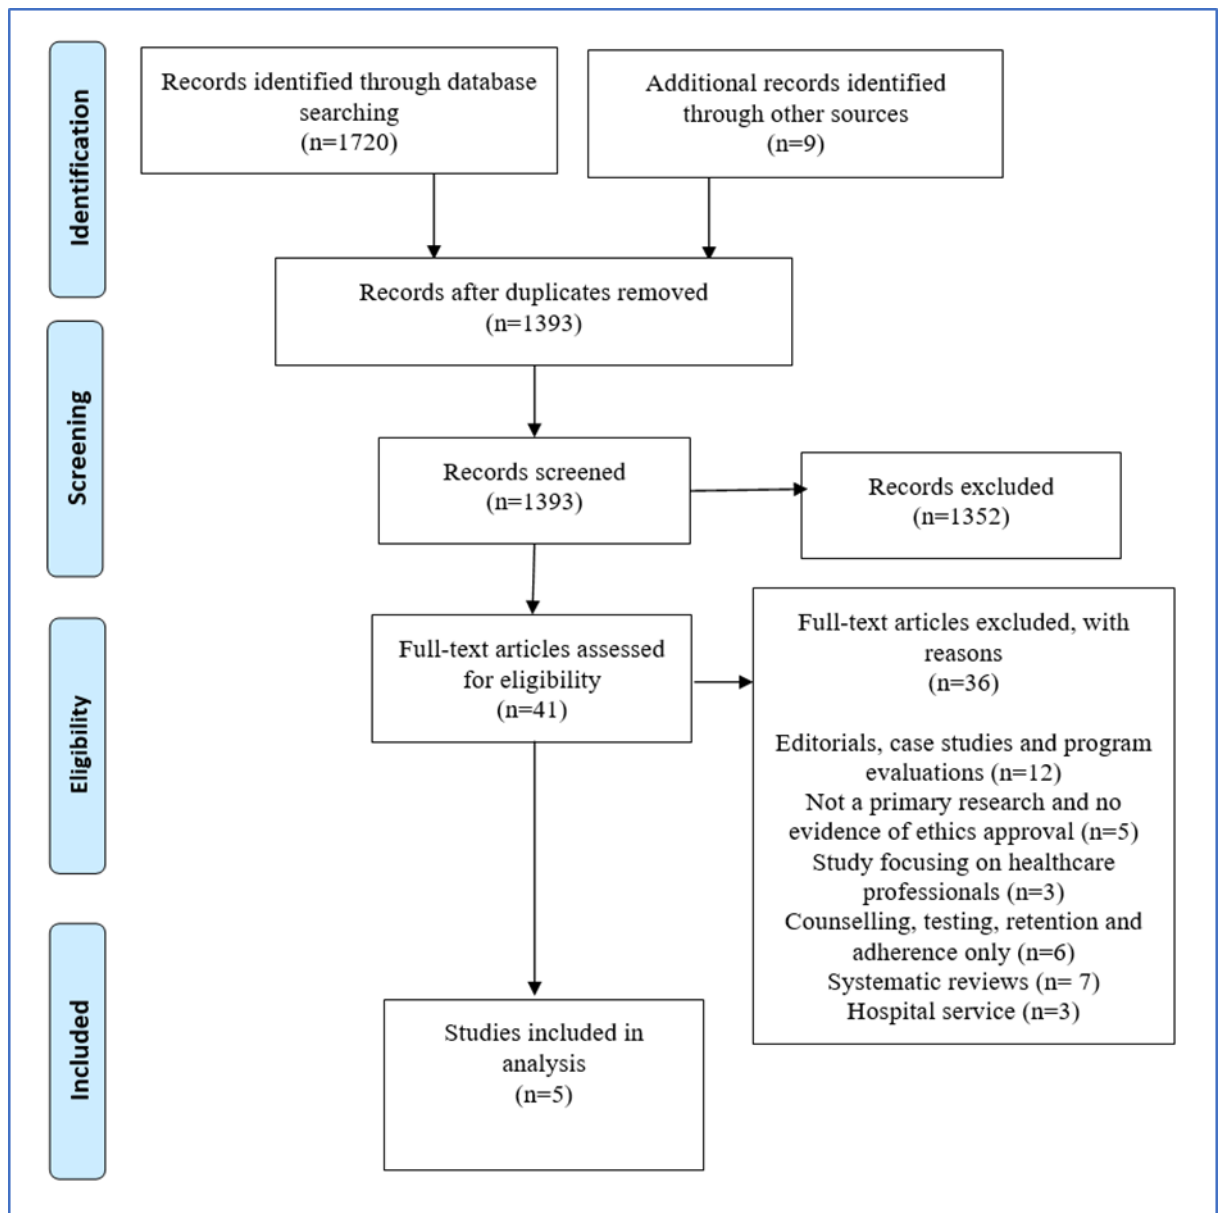 Identification
Records identified through database
searching
(n=1720)
Additional records identified
through other sources
(n=9)
Records after duplicates removed
(n=1393)
Screening
Records screened
(n=1393)
Records excluded
(n=1352)
Eligibility
Full-text articles assessed
for eligibility
(n=41)
Full-text articles excluded, with
reasons
(n=36)
Editorials, case studies and program
evaluations (n=12)
Not a primary research and no
evidence of ethics approval (n=5)
Study focusing on healthcare
professionals (n=3)
Counselling, testing, retention and
adherence only (n=6)
Systematic reviews (n= 7)
Hospital service (n=3)
Included
Studies included in
analysis
(n=5)